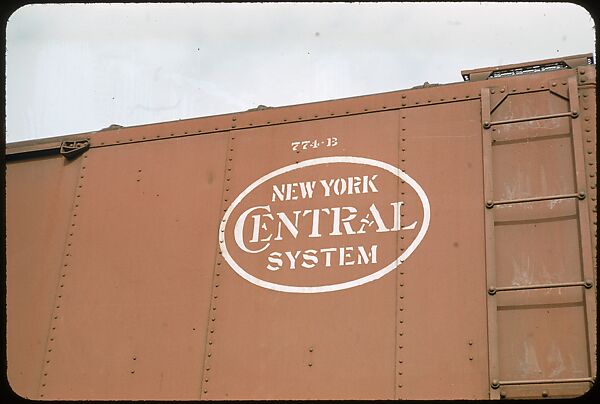 774-B
NEW YORK
CENTRAL
SYSTEM